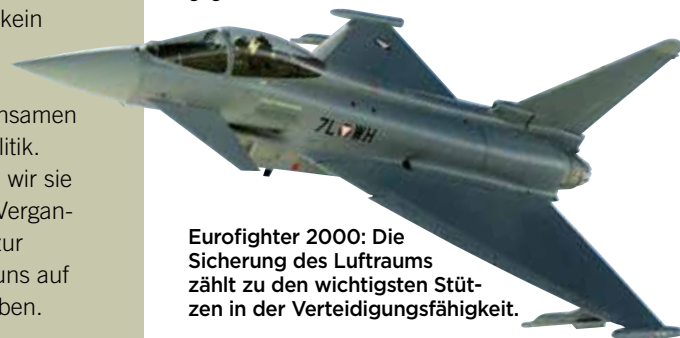 kein
nsamen
litik.
wir sie
Vergan-
zur
uns auf
ben.
7L WH
Eurofighter 2000: Die
Sicherung des Luftraums
zählt zu den wichtigsten Stüt-
zen in der Verteidigungsfähigkeit.